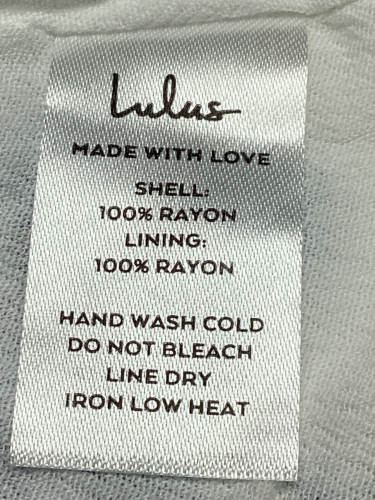 Lulus
MADE WITH LOVE
SHELL:
100% RAYON
LINING:
100% RAYON
HAND WASH COLD
DO NOT BLEACH
LINE DRY
IRON LOW HEAT